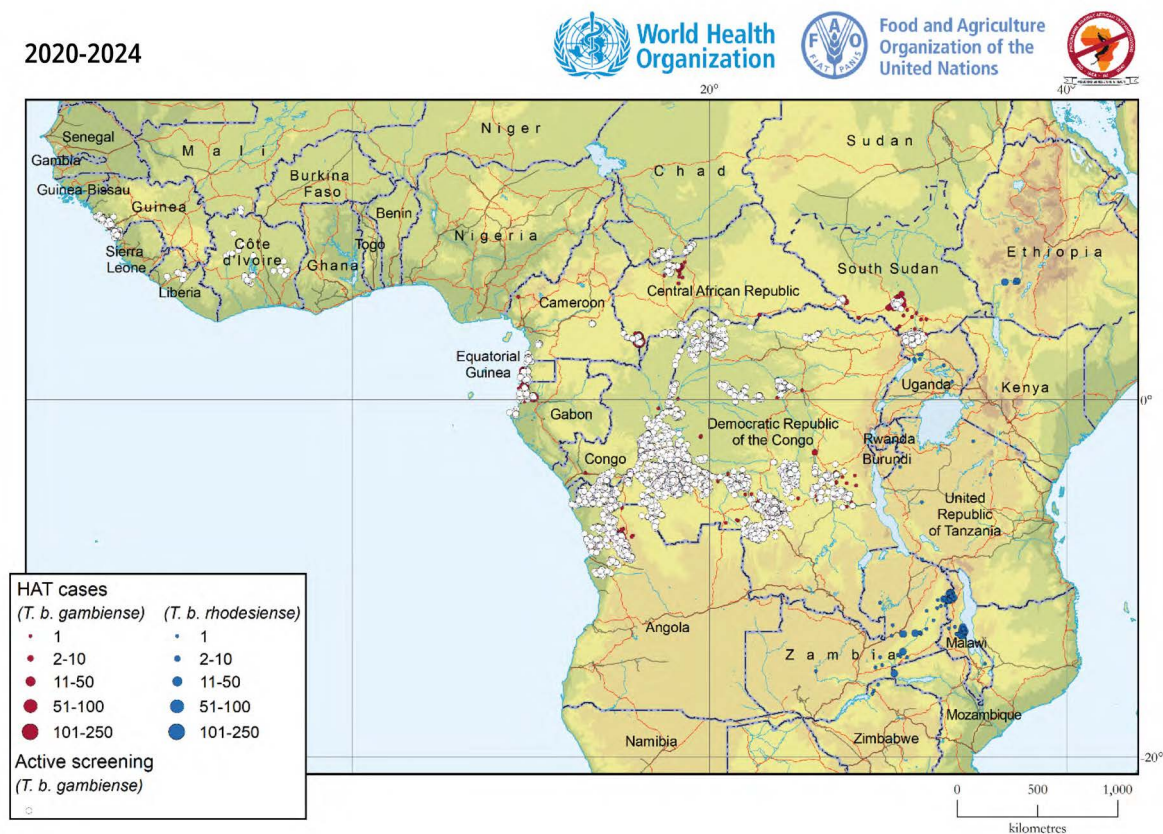 2020-2024
World Health
Organization
F A O
FIAT PANIS
Food and Agriculture
Organization of the
United Nations
20°
40°
Senegal
Gambia
Guinea-Bissau
Guinea
Sierra
Leone
Liberia
Mali
Burkina
Faso
Côte
d'Ivoire
Ghana
Togo
Benin
Niger
Nigeria
Chad
Sudan
Cameroon
Central African Republic
South Sudan
Ethiopia
Equatorial
Guinea
Gabon
Congo
Democratic Republic
of the Congo
Uganda
Kenya
0°
Rwanda
Burundi
United
Republic
of Tanzania
Angola
Zambia
Malawi
Mozambique
Namibia
Zimbabwe
-20°
HAT cases
(T. b. gambiense) (T. b. rhodesiense)
1 1
2-10 2-10
11-50 11-50
51-100 51-100
101-250 101-250
Active screening
(T. b. gambiense)
0 500 1,000
kilometres